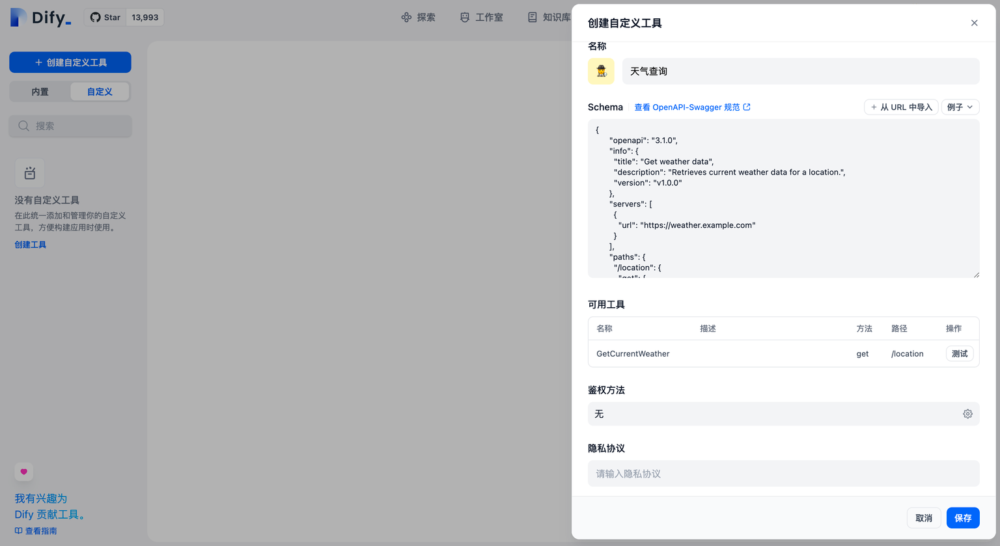 Dify_
Star 13,993
探索
工作室
知识库
+ 创建自定义工具
内置
自定义
搜索
没有自定义工具
在此统一添加和管理你的自定义
工具，方便构建应用时使用。
创建工具
我有兴趣为
Dify 贡献工具。
查看指南
创建自定义工具
名称
天气查询
Schema
查看 OpenAPI-Swagger 规范
+ 从 URL 中导入
例子
{
"openapi": "3.1.0",
"info": {
"title": "Get weather data",
"description": "Retrieves current weather data for a location.",
"version": "v1.0.0"
},
"servers": [
{
"url": "https://weather.example.com"
}
],
"paths": {
"/location": {
"get": {
可用工具
名称 描述 方法 路径 操作
GetCurrentWeather get /location 测试
鉴权方法
无
隐私协议
请输入隐私协议
取消
保存